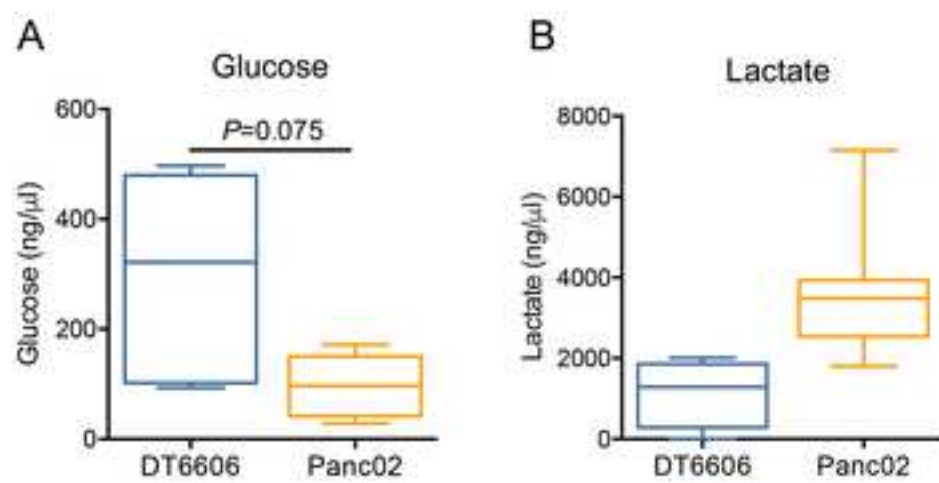 A
Glucose
Glucose (ng/μl)
600
400
200
0
P=0.075
DT6606
Panc02
B
Lactate
Lactate (ng/μl)
8000
6000
4000
2000
0
DT6606
Panc02